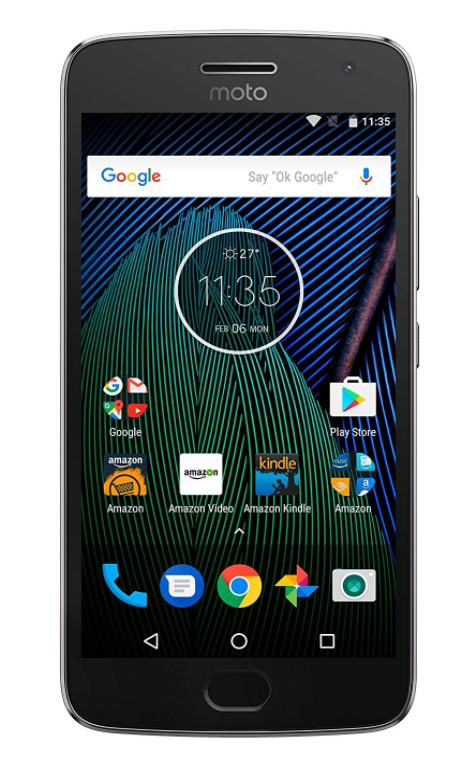 moto
11:35
Google Say "Ok Google"
27°
11:35
FEB 06 MON
Google
Play Store
amazon
amazon
kindle
music
Amazon
Amazon Video
Amazon Kindle
Amazon